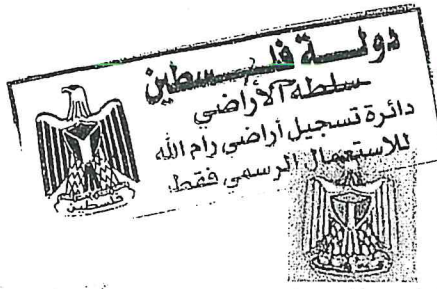 دولة فلسطين
سلطة الأراضي
دائرة تسجيل أراضي رام الله
للاستعمال الرسمي فقط
فلسطين